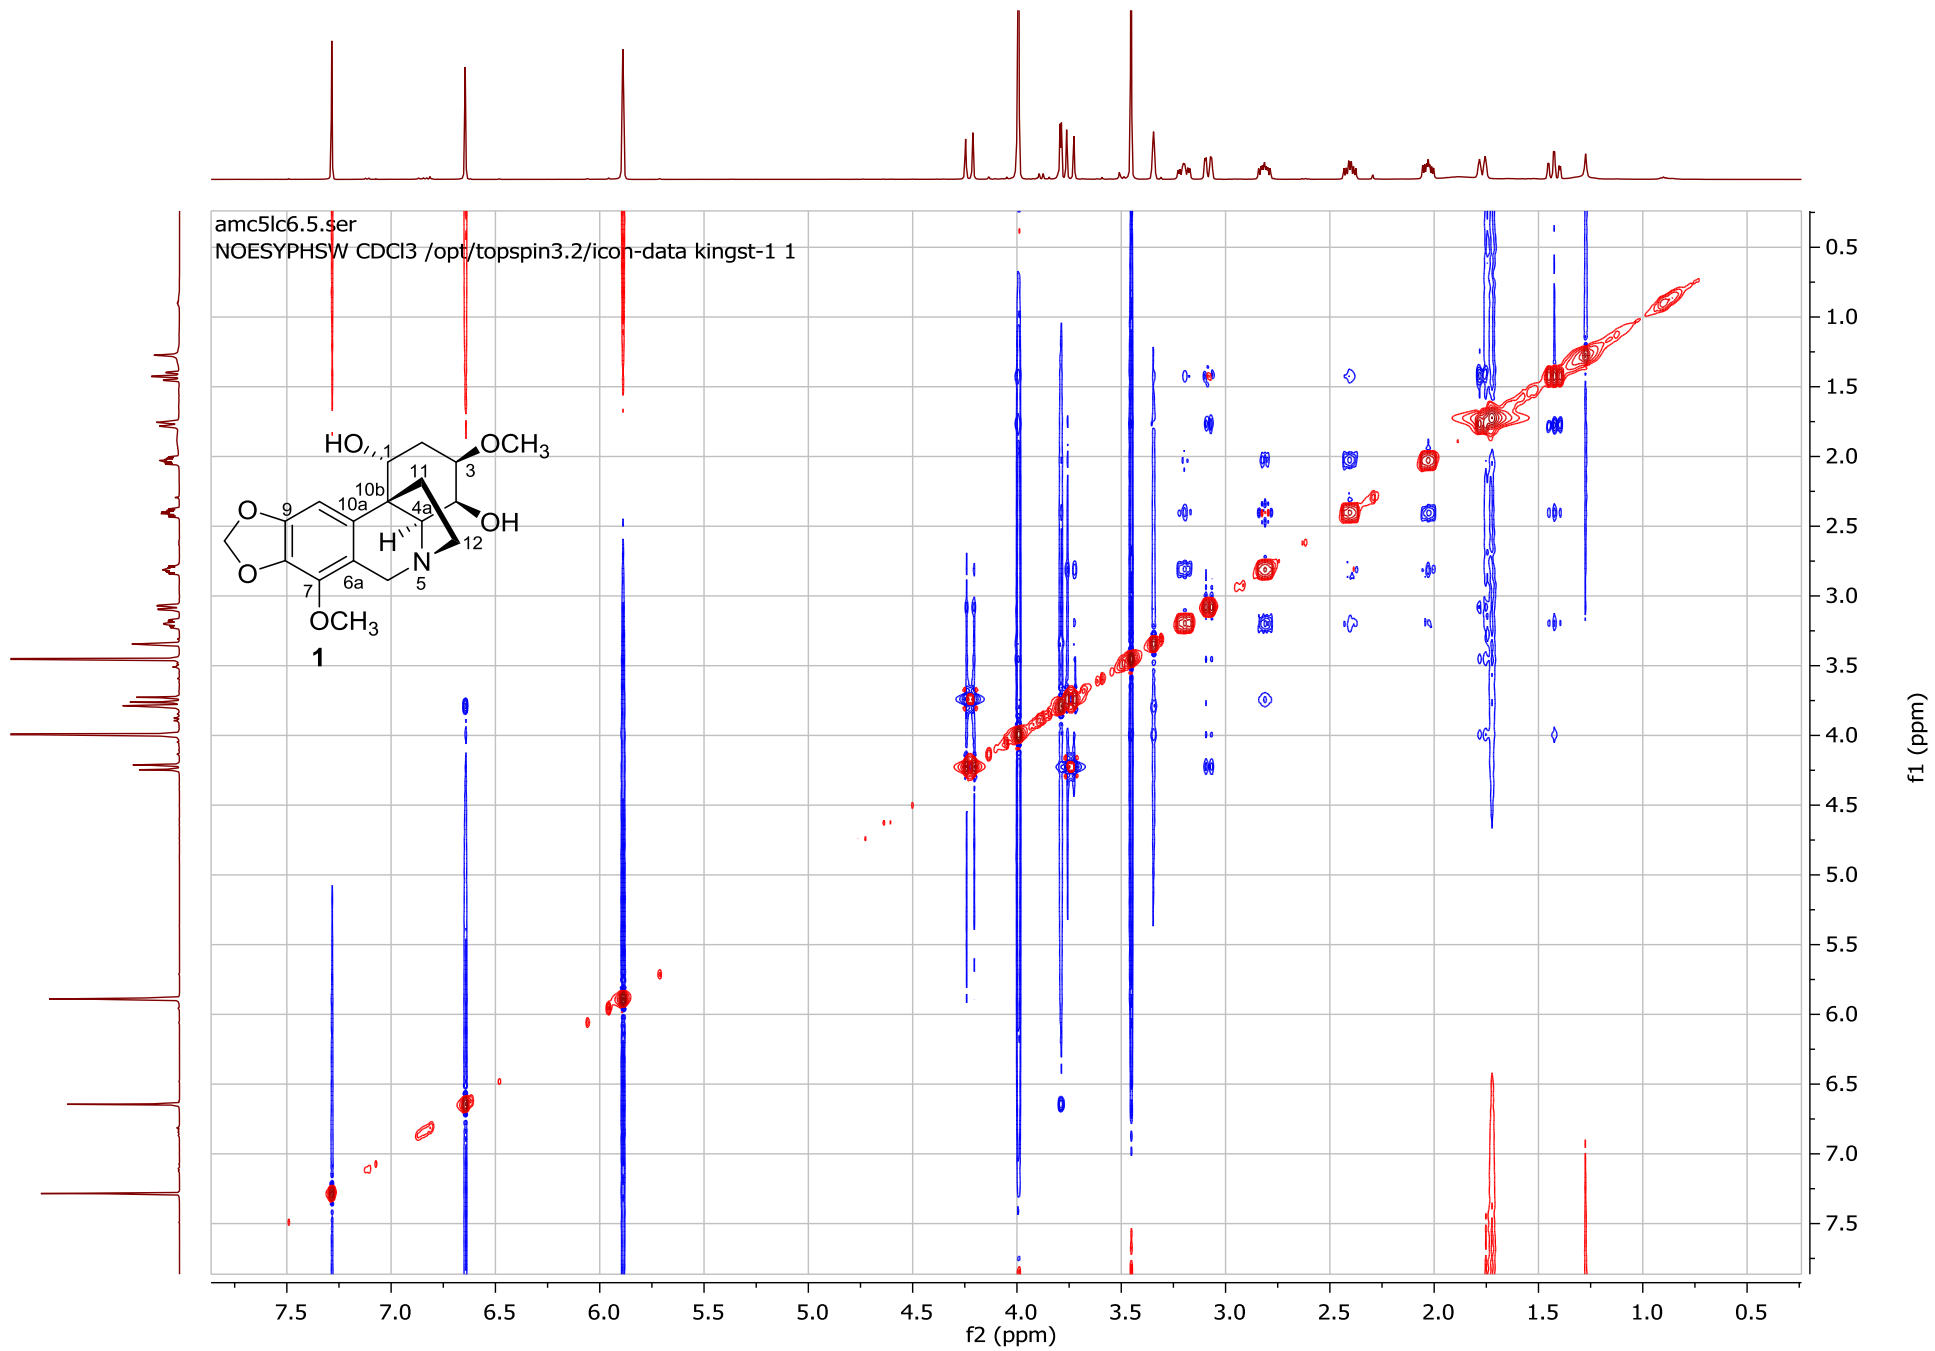 amc5lc6.5.ser
NOESYPHSW CDCl3 /opt/topspin3.2/icon-data kingst-1 1
HO
1
OCH3
11
3
10b
10a
4a
9
O
OH
H
12
N
O
6a
5
7
OCH3
1
0.5
1.0
1.5
2.0
2.5
3.0
3.5
4.0
4.5
5.0
5.5
6.0
6.5
7.0
7.5
f1 (ppm)
7.5 7.0 6.5 6.0 5.5 5.0 4.5 4.0 3.5 3.0 2.5 2.0 1.5 1.0 0.5
f2 (ppm)